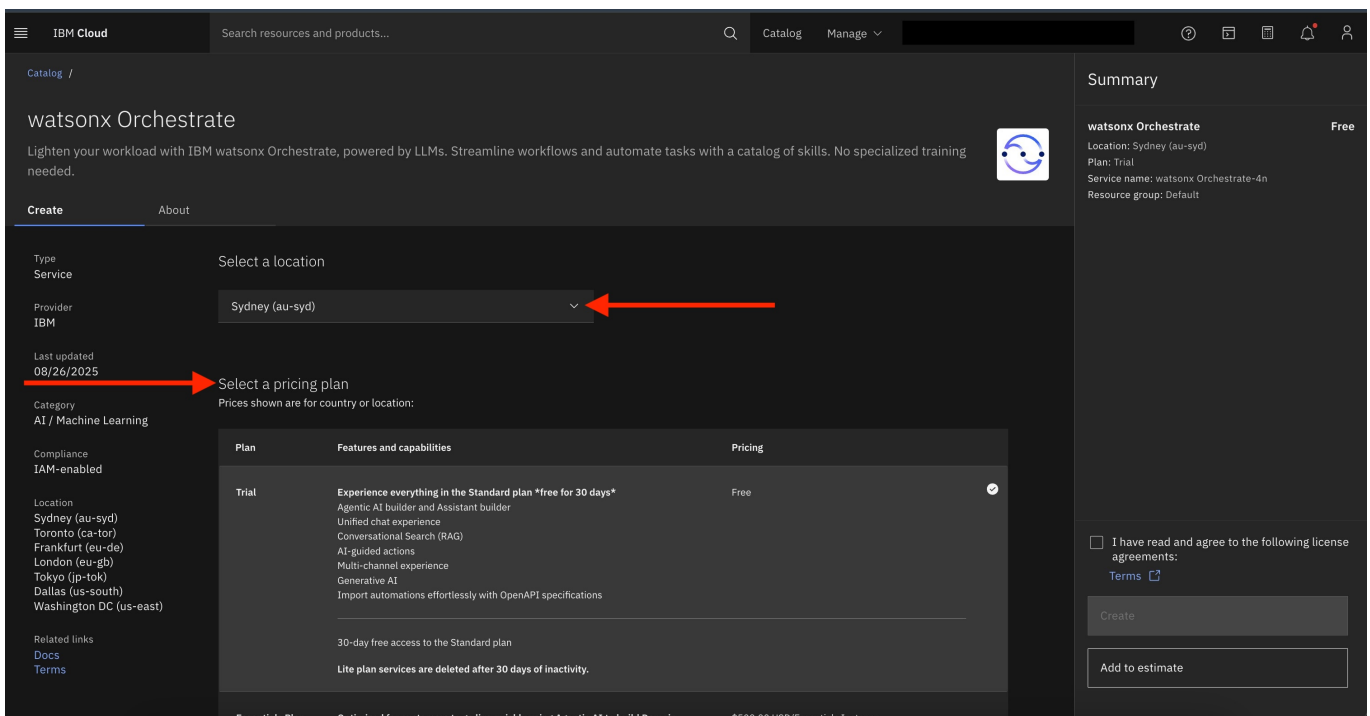 IBM Cloud
Search resources and products...
Catalog
Manage
Catalog /
watsonx Orchestrate
Lighten your workload with IBM watsonx Orchestrate, powered by LLMs. Streamline workflows and automate tasks with a catalog of skills. No specialized training
needed.
Create
About
Type
Service
Provider
IBM
Last updated
08/26/2025
Category
AI / Machine Learning
Compliance
IAM-enabled
Location
Sydney (au-syd)
Toronto (ca-tor)
Frankfurt (eu-de)
London (eu-gb)
Tokyo (jp-tok)
Dallas (us-south)
Washington DC (us-east)
Related links
Docs
Terms
Select a location
Sydney (au-syd)
Select a pricing plan
Prices shown are for country or location:
Plan Features and capabilities Pricing
Trial Experience everything in the Standard plan *free for 30 days* Free
Agentic AI builder and Assistant builder
Unified chat experience
Conversational Search (RAG)
AI-guided actions
Multi-channel experience
Generative AI
Import automations effortlessly with OpenAPI specifications
30-day free access to the Standard plan
Lite plan services are deleted after 30 days of inactivity.
Summary
watsonx Orchestrate Free
Location: Sydney (au-syd)
Plan: Trial
Service name: watsonx Orchestrate-4n
Resource group: Default
I have read and agree to the following license
agreements:
Terms
Create
Add to estimate